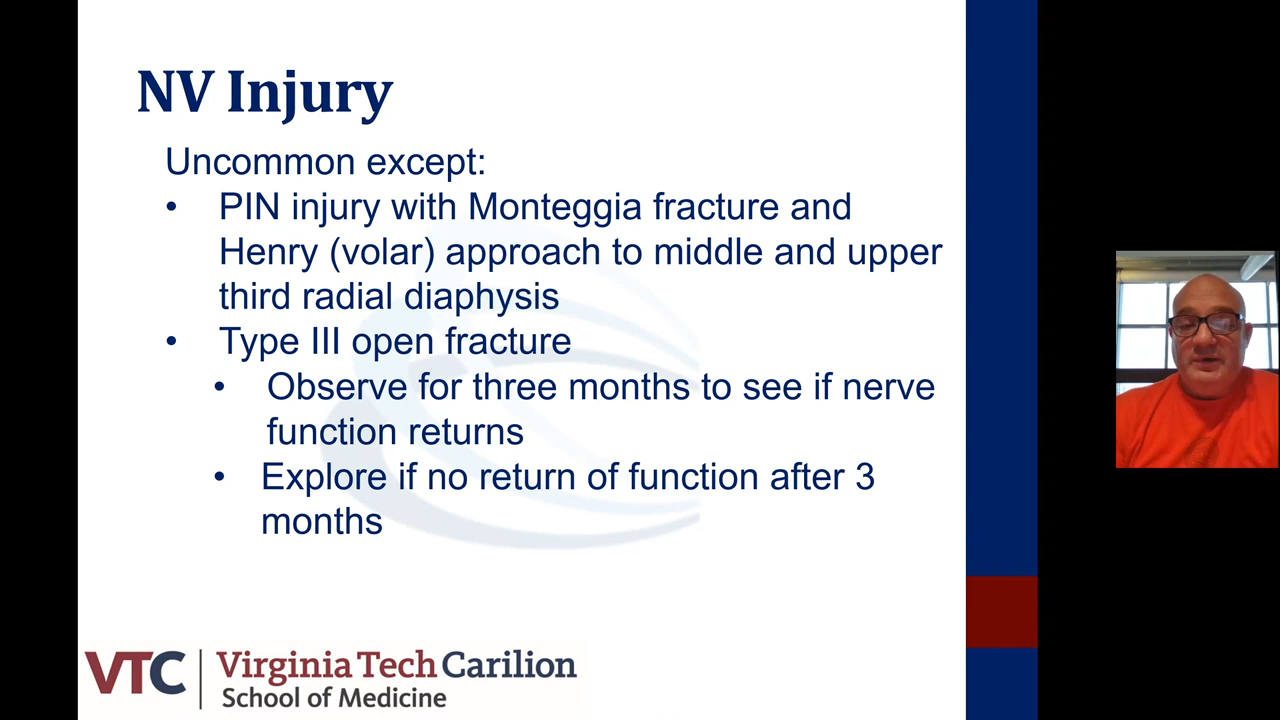 NV Injury
Uncommon except:
• PIN injury with Monteggia fracture and
Henry (volar) approach to middle and upper
third radial diaphysis
• Type III open fracture
• Observe for three months to see if nerve
function returns
• Explore if no return of function after 3
months
VTC Virginia Tech Carilion
School of Medicine